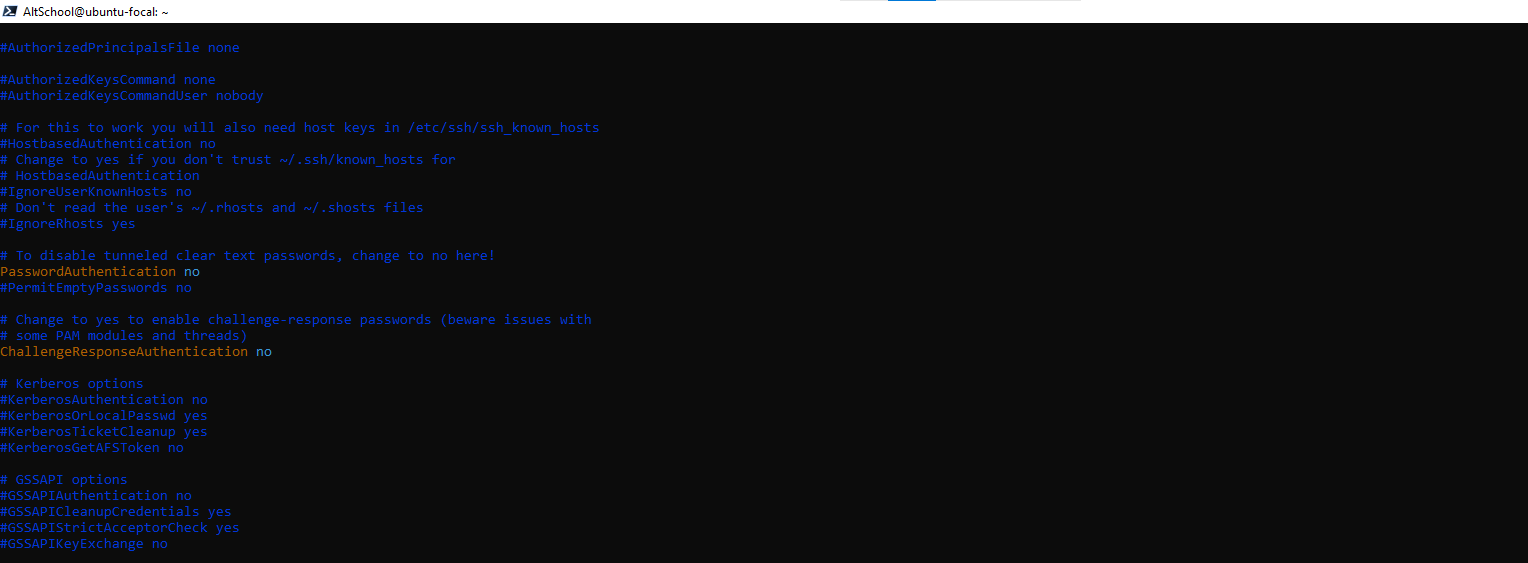 AltSchool@ubuntu-focal: ~
#AuthorizedPrincipalsFile none
#AuthorizedKeysCommand none
#AuthorizedKeysCommandUser nobody
# For this to work you will also need host keys in /etc/ssh/ssh_known_hosts
#HostbasedAuthentication no
# Change to yes if you don't trust ~/.ssh/known_hosts for
# HostbasedAuthentication
#IgnoreUserKnownHosts no
# Don't read the user's ~/.rhosts and ~/.shosts files
#IgnoreRhosts yes
# To disable tunneled clear text passwords, change to no here!
PasswordAuthentication no
#PermitEmptyPasswords no
# Change to yes to enable challenge-response passwords (beware issues with
# some PAM modules and threads)
ChallengeResponseAuthentication no
# Kerberos options
#KerberosAuthentication no
#KerberosOrLocalPasswd yes
#KerberosTicketCleanup yes
#KerberosGetAFSToken no
# GSSAPI options
#GSSAPIAuthentication no
#GSSAPICleanupCredentials yes
#GSSAPIStrictAcceptorCheck yes
#GSSAPIKeyExchange no